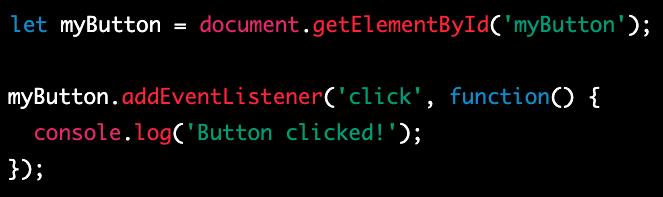 let myButton = document.getElementById('myButton');
myButton.addEventListener('click', function() {
  console.log('Button clicked!');
});